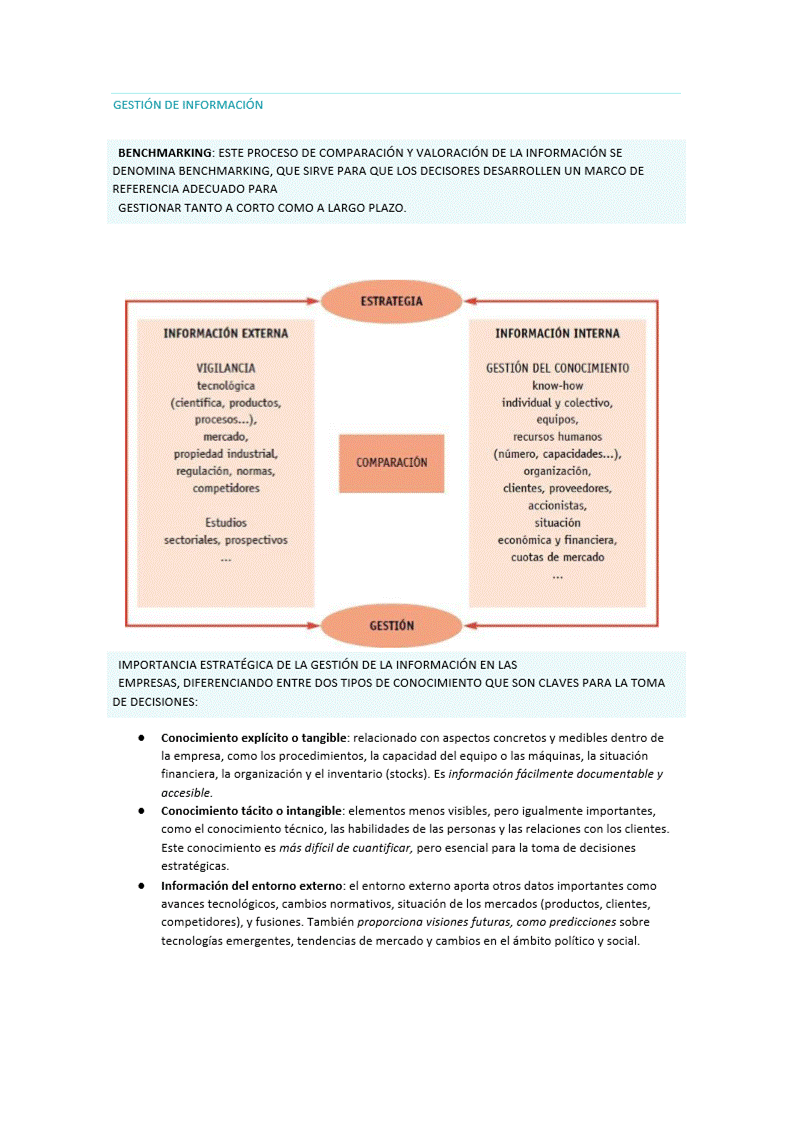 GESTIÓN DE INFORMACIÓN
BENCHMARKING: ESTE PROCESO DE COMPARACIÓN Y VALORACIÓN DE LA INFORMACIÓN SE
DENOMINA BENCHMARKING, QUE SIRVE PARA QUE LOS DECISORES DESARROLLEN UN MARCO DE
REFERENCIA ADECUADO PARA
GESTIONAR TANTO A CORTO COMO A LARGO PLAZO.
ESTRATEGIA
INFORMACIÓN EXTERNA
VIGILANCIA
tecnológica
(científica, productos,
procesos...),
mercado,
propiedad industrial,
regulación, normas,
competidores
Estudios
sectoriales, prospectivos
...
COMPARACIÓN
INFORMACIÓN INTERNA
GESTIÓN DEL CONOCIMIENTO
know-how
individual y colectivo,
equipos,
recursos humanos
(número, capacidades...),
organización,
clientes, proveedores,
accionistas,
situación
económica y financiera,
cuotas de mercado
...
GESTIÓN
IMPORTANCIA ESTRATÉGICA DE LA GESTIÓN DE LA INFORMACIÓN EN LAS
EMPRESAS, DIFERENCIANDO ENTRE DOS TIPOS DE CONOCIMIENTO QUE SON CLAVES PARA LA TOMA
DE DECISIONES:
● Conocimiento explícito o tangible: relacionado con aspectos concretos y medibles dentro de
la empresa, como los procedimientos, la capacidad del equipo o las máquinas, la situación
financiera, la organización y el inventario (stocks). Es información fácilmente documentable y
accesible.
● Conocimiento tácito o intangible: elementos menos visibles, pero igualmente importantes,
como el conocimiento técnico, las habilidades de las personas y las relaciones con los clientes.
Este conocimiento es más difícil de cuantificar, pero esencial para la toma de decisiones
estratégicas.
● Información del entorno externo: el entorno externo aporta otros datos importantes como
avances tecnológicos, cambios normativos, situación de los mercados (productos, clientes,
competidores), y fusiones. También proporciona visiones futuras, como predicciones sobre
tecnologías emergentes, tendencias de mercado y cambios en el ámbito político y social.